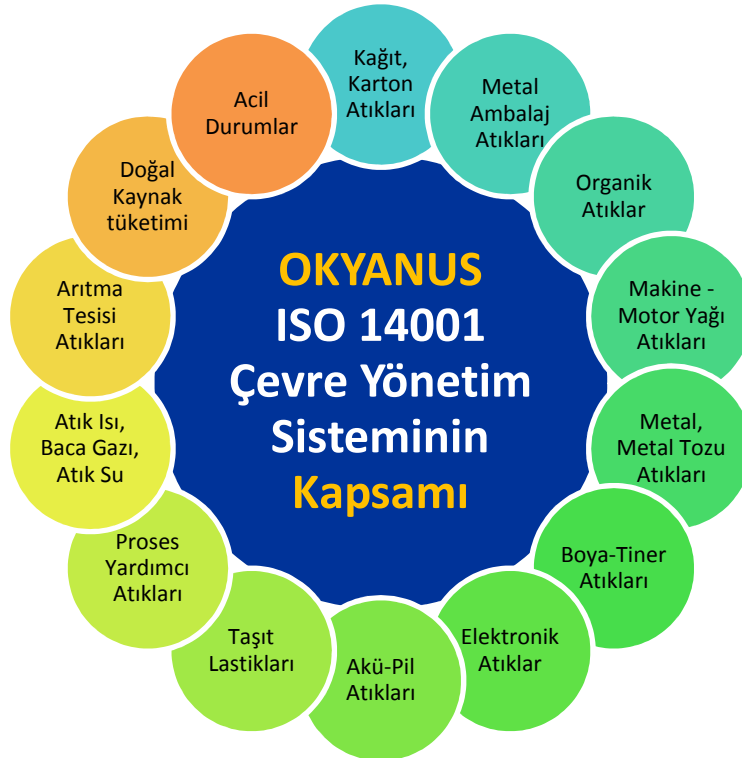 OKYANUS
ISO 14001
Çevre Yönetim
Sisteminin
Kapsamı
Kağıt,
Karton
Atıkları
Metal
Ambalaj
Atıkları
Organik
Atıklar
Makine -
Motor Yağı
Atıkları
Metal,
Metal Tozu
Atıkları
Boya-Tiner
Atıkları
Elektronik
Atıklar
Akü-Pil
Atıkları
Taşıt
Lastikları
Proses
Yardımcı
Atıkları
Atık Isı,
Baca Gazı,
Atık Su
Arıtma
Tesisi
Atıkları
Doğal
Kaynak
tüketimi
Acil
Durumlar